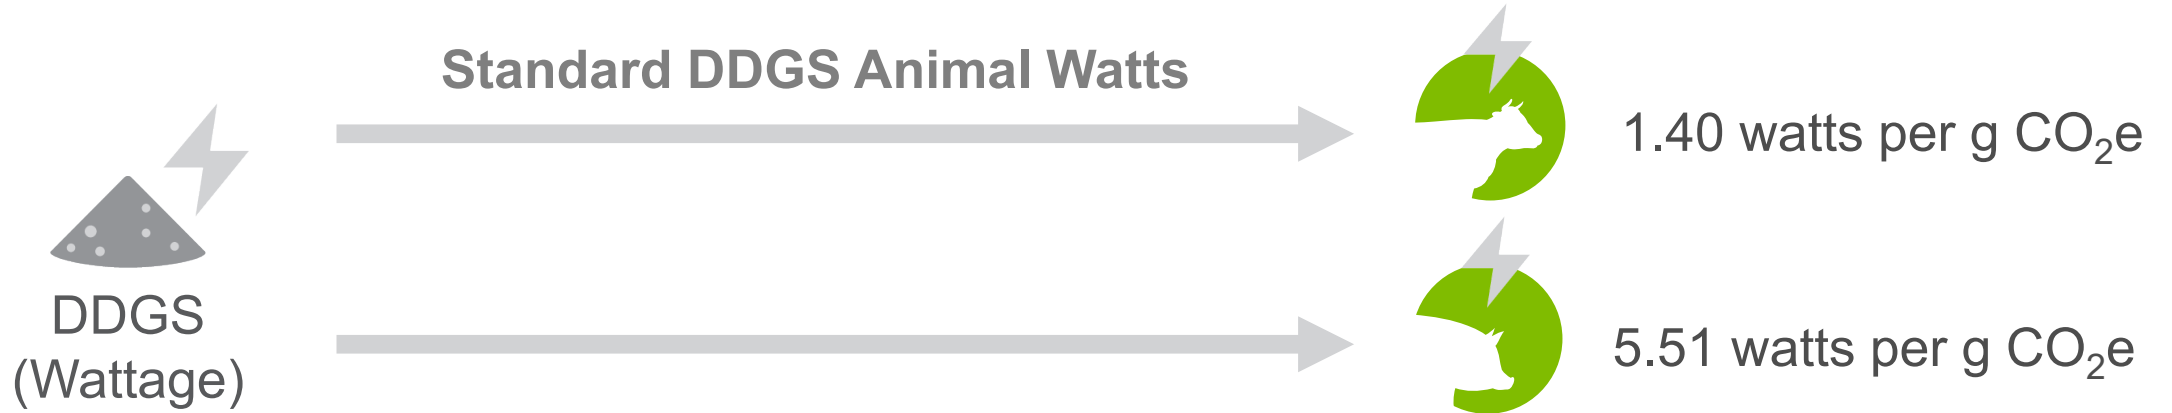 Standard DDGS Animal Watts
1.40 watts per g CO₂e
DDGS
(Wattage)
5.51 watts per g CO₂e